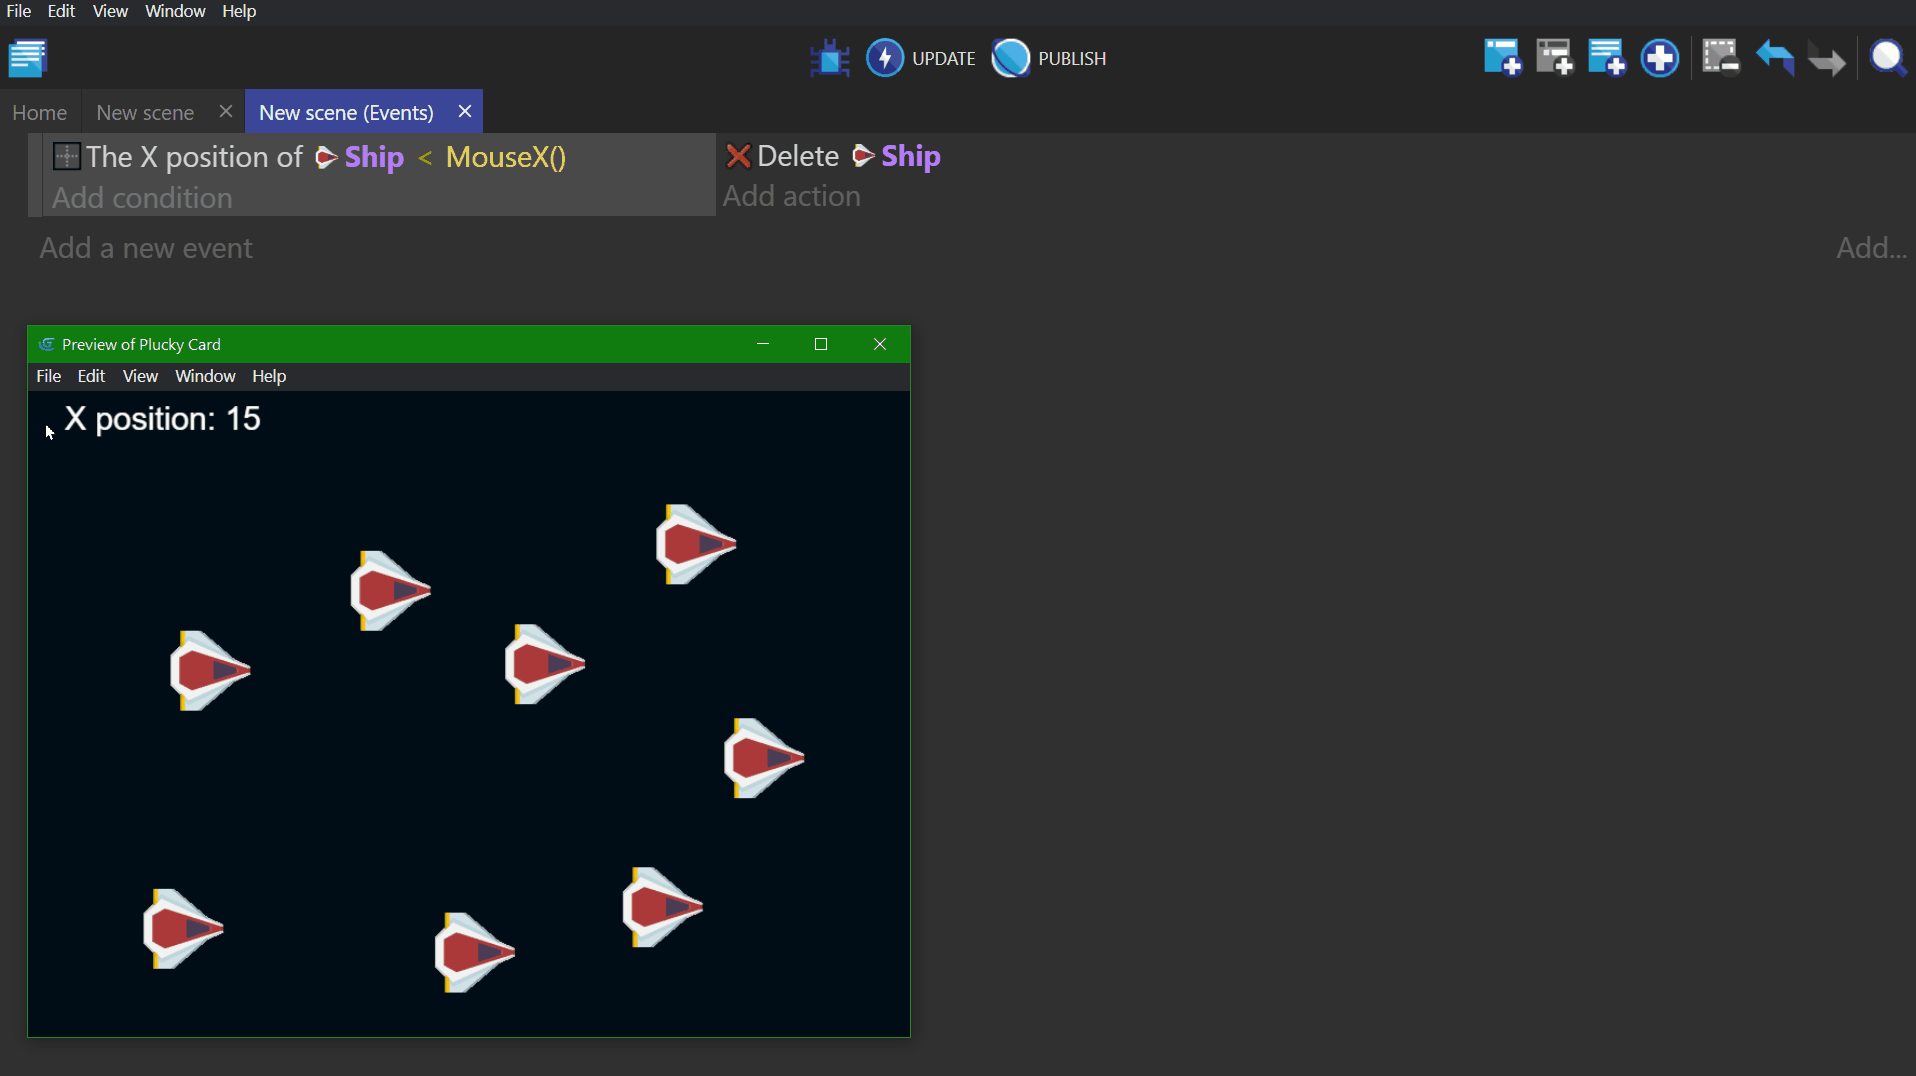 File Edit View Window Help
UPDATE PUBLISH
Home New scene New scene (Events)
The X position of Ship < MouseX() Delete Ship
Add condition Add action
Add a new event Add...
Preview of Plucky Card
File Edit View Window Help
X position: 15